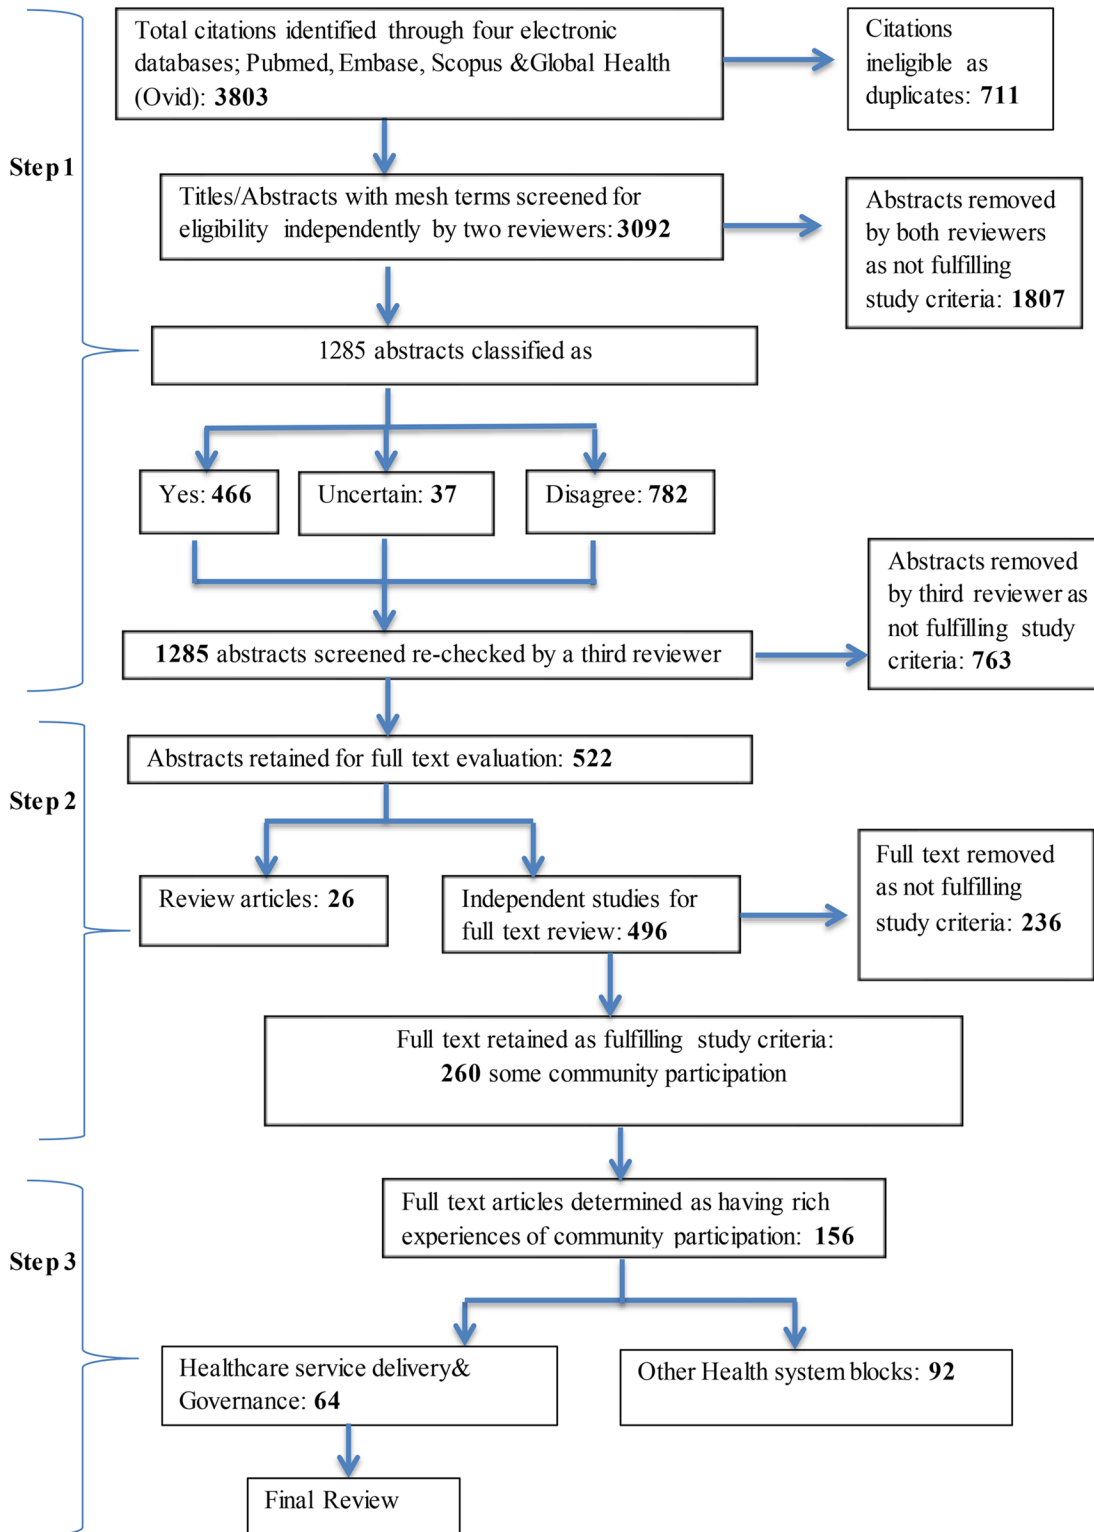 Total citations identified through four electronic
databases; Pubmed, Embase, Scopus &Global Health
(Ovid): 3803
Citations
ineligible as
duplicates: 711
Step1
Titles/Abstracts with mesh terms screened for
eligibility independently by two reviewers: 3092
Abstracts removed
by both reviewers
as not fulfilling
study criteria: 1807
1285 abstracts classified as
Yes: 466
Uncertain: 37
Disagree: 782
Abstracts removed
by third reviewer as
not fulfilling study
criteria: 763
1285 abstracts screened re-checked by a third reviewer
Abstracts retained for full text evaluation: 522
Step2
Review articles: 26
Independent studies for
full text review: 496
Full text removed
as not fulfilling
study criteria: 236
Full text retained as fulfilling study criteria:
260 some community participation
Step3
Full text articles determined as having rich
experiences of community participation: 156
Healthcare service delivery&
Governance: 64
Other Health system blocks: 92
Final Review